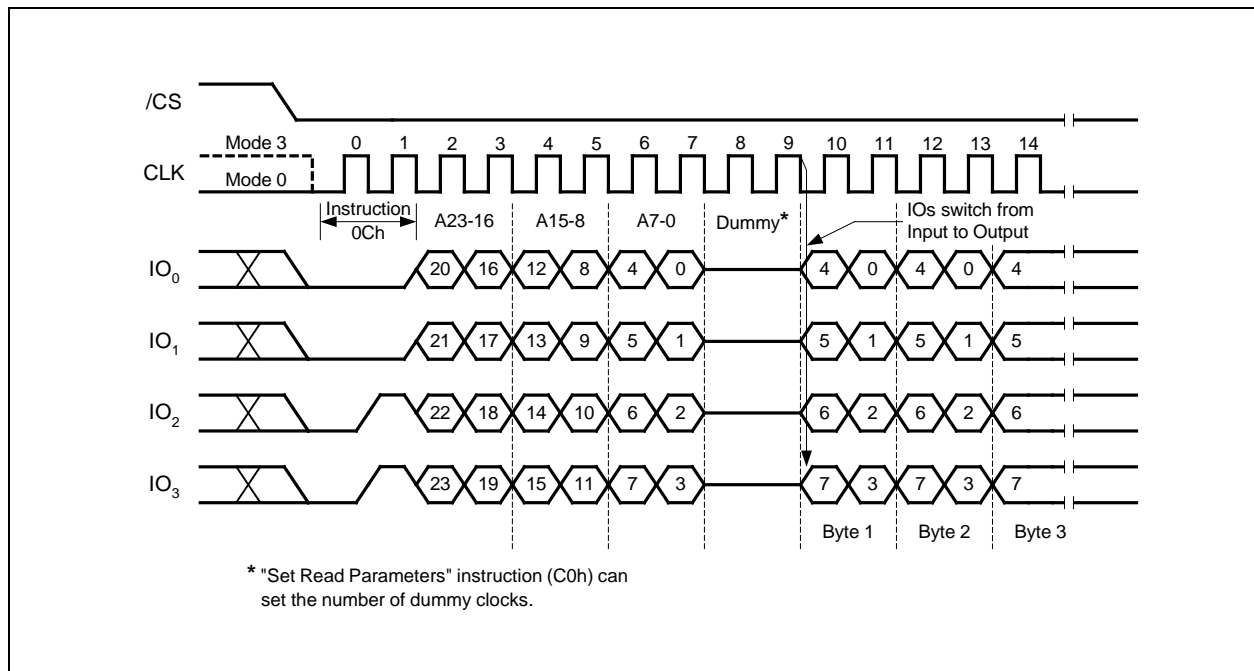 /CS
Mode 3 0 1 2 3 4 5 6 7 8 9 10 11 12 13 14
CLK
Mode 0
Instruction
0Ch
A23-16 A15-8 A7-0 Dummy*
IOs switch from
Input to Output
IO0 20 16 12 8 4 0 4 0 4 0 4
IO1 21 17 13 9 5 1 5 1 5 1 5
IO2 22 18 14 10 6 2 6 2 6 2 6
IO3 23 19 15 11 7 3 7 3 7 3 7
Byte 1 Byte 2 Byte 3
* "Set Read Parameters" instruction (C0h) can
set the number of dummy clocks.